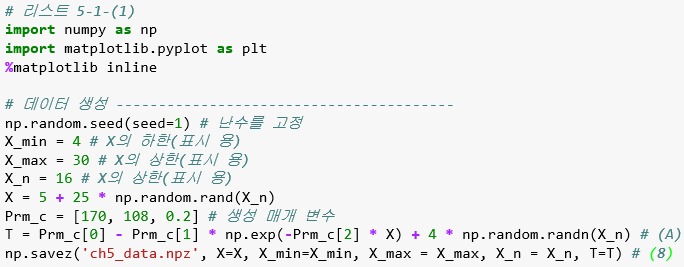 # 리스트 5-1-(1)
import numpy as np
import matplotlib.pyplot as plt
%matplotlib inline
# 데이터 생성 ----------------------------------------
np.random.seed(seed=1) # 난수를 고정
X_min = 4 # X의 하한(표시 용)
X_max = 30 # X의 상한(표시 용)
X_n = 16 # X의 상한(표시 용)
X = 5 + 25 * np.random.rand(X_n)
Prm_c = [170, 108, 0.2] # 생성 매개 변수
T = Prm_c[0] - Prm_c[1] * np.exp(-Prm_c[2] * X) + 4 * np.random.randn(X_n) # (A)
np.savez('ch5_data.npz', X=X, X_min=X_min, X_max = X_max, X_n = X_n, T=T) # (8)